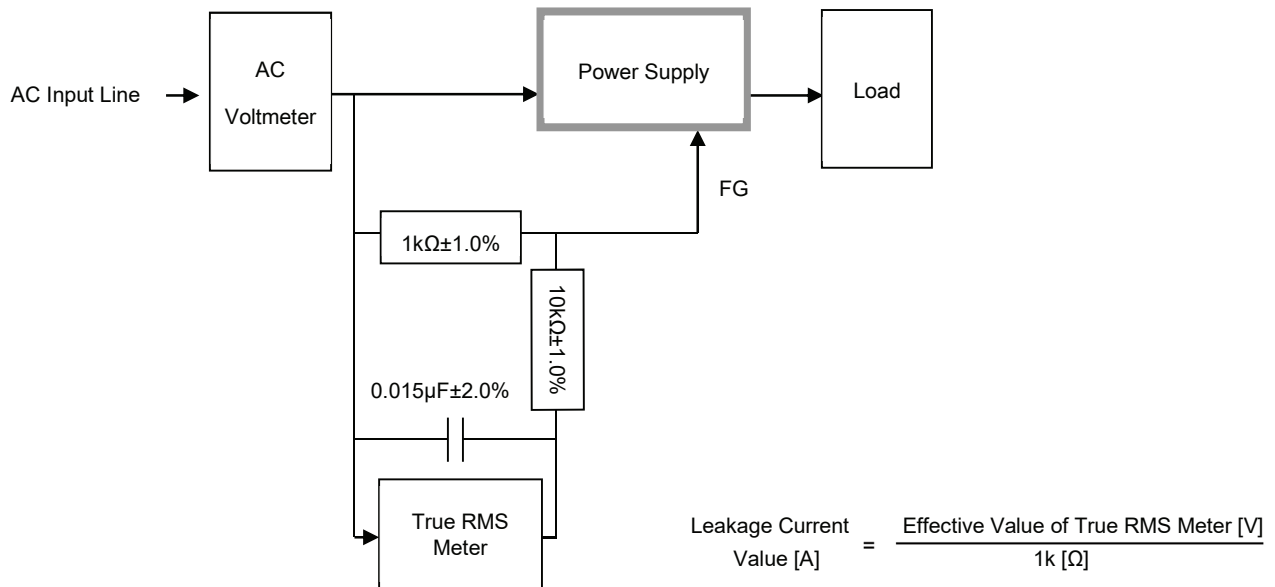 AC Input Line
AC
Voltmeter
Power Supply
Load
FG
1kΩ±1.0%
10kΩ±1.0%
0.015µF±2.0%
True RMS
Meter
Leakage Current
Value [A]
=
Effective Value of True RMS Meter [V]
1k [Ω]